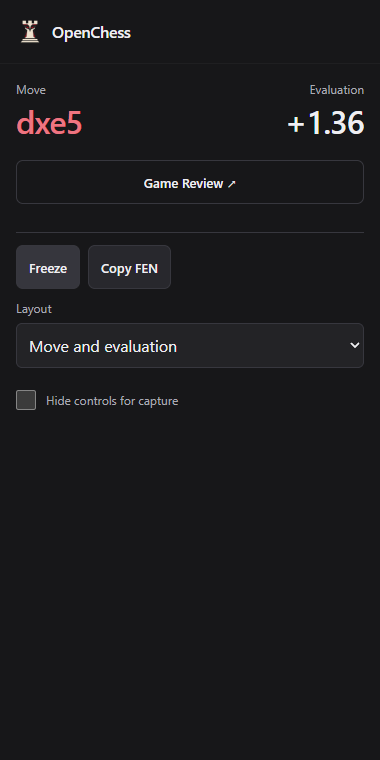 OpenChess
Move
Evaluation
dxe5
+1.36
Game Review ↗
Freeze
Copy FEN
Layout
Move and evaluation
Hide controls for capture